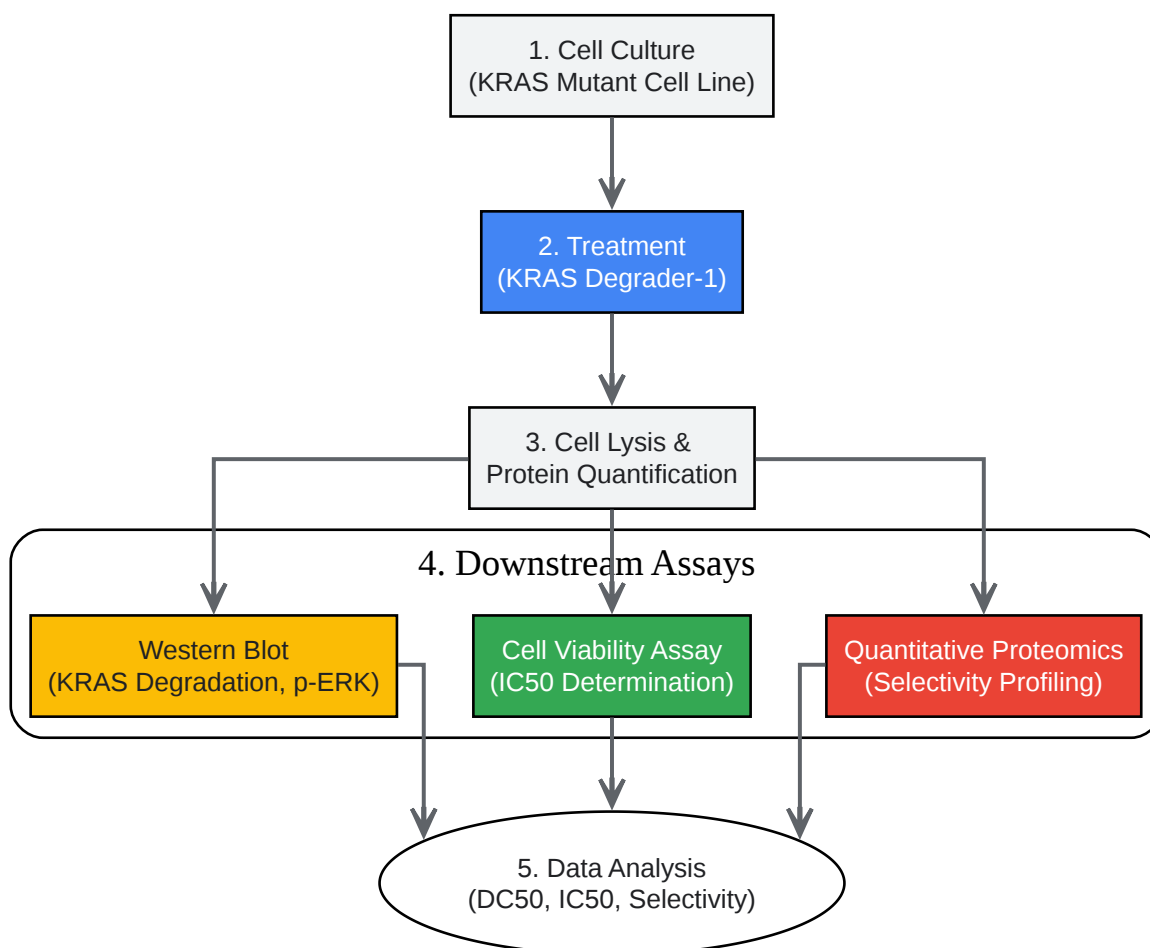 1. Cell Culture
(KRAS Mutant Cell Line)
2. Treatment
(KRAS Degrader-1)
3. Cell Lysis &
Protein Quantification
4. Downstream Assays
Western Blot
(KRAS Degradation, p-ERK)
Cell Viability Assay
(IC50 Determination)
Quantitative Proteomics
(Selectivity Profiling)
5. Data Analysis
(DC50, IC50, Selectivity)